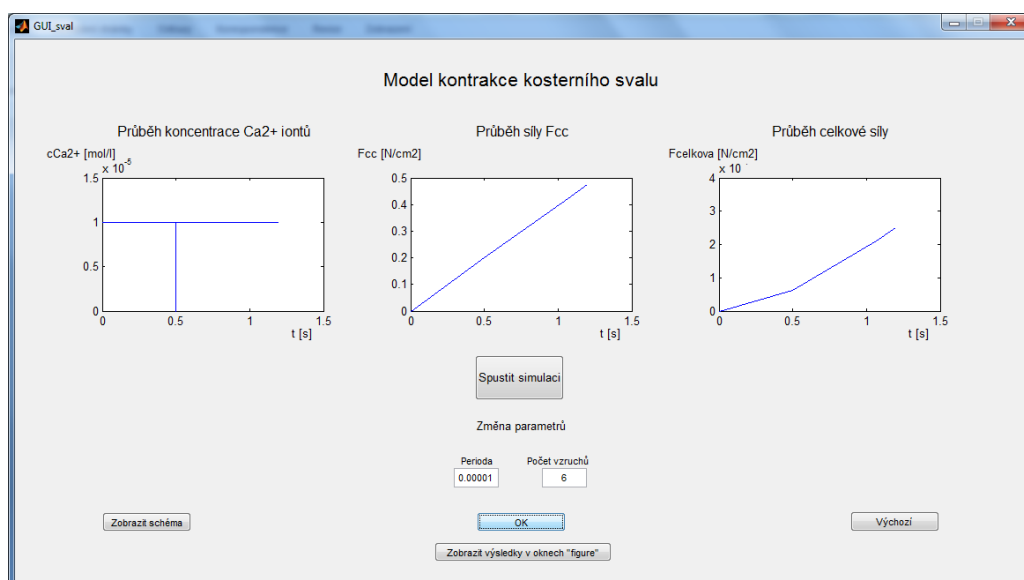 GUI_sval
Model kontrakce kosterního svalu
Průběh koncentrace Ca2+ iontů
cCa2+ [mol/l]
x 10⁻⁵
1.5
1
0.5
0
0 0.5 1 1.5
t [s]
Průběh síly Fcc
Fcc [N/cm2]
0.5
0.4
0.3
0.2
0.1
0
0 0.5 1 1.5
t [s]
Průběh celkové síly
Fcelkova [N/cm2]
x 10
4
3
2
1
0
0 0.5 1 1.5
t [s]
Spustit simulaci
Změna parametrů
Perioda Počet vzruchů
0.00001 6
Zobrazit schéma OK Výchozí
Zobrazit výsledky v oknech "figure"